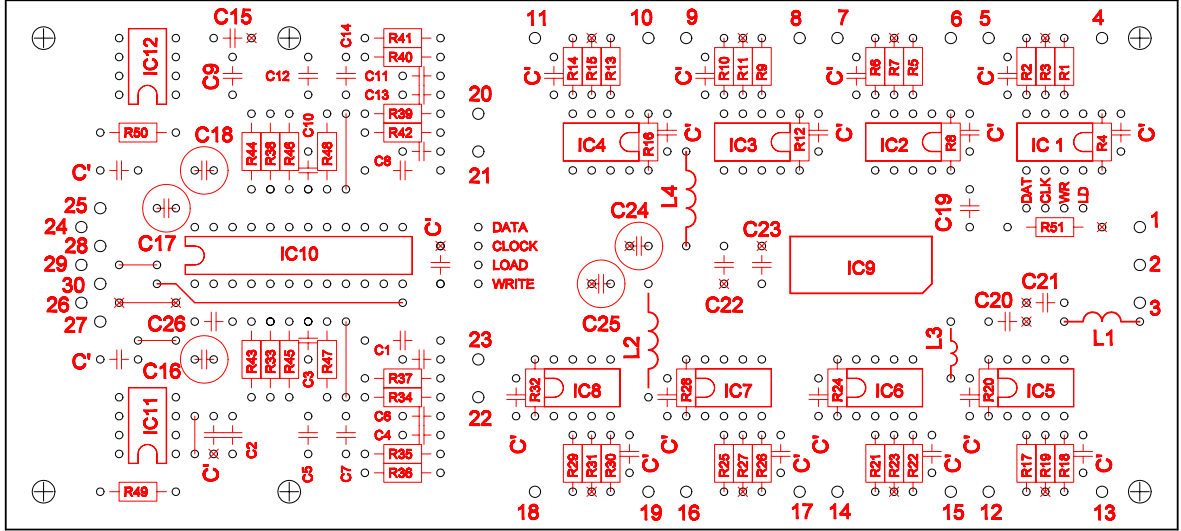 C15 C14 11 10 9 8 7 6 5 4
IC12 C9 C12 R41 R40 C11 C13
C' R14 R15 R13 C' R10 R11 R9 C' R6 R7 R5 C' R2 R3 R1
20
R50 C18 R44 R38 R46 C10 R48 R39 R42 C8
IC4 R16 C' IC3 R12 C' IC2 R8 C' IC 1 R4 C'
C' 21 L4 DAT CLK WR LD
25 24 28 29 30 26 27
C17 IC10 C' DATA
CLOCK
LOAD
WRITE
C24 C23 C19 R51 1
C25 C22 IC9 2
C21 C20 3
C26 L2 L3 L1
C' C16 R43 R33 R45 C3 R47 C1 23
R37
R34 22
R32 IC8 R28 IC7 R24 IC6 R20 IC5
IC11 C6 C4
C' C' C' C'
C' C2 C5 C7 R35 R36
R29 R31 R30 C' R25 R27 R26 C' R21 R23 R22 C' R17 R19 R18 C'
R49
18 19 16 17 14 15 12 13